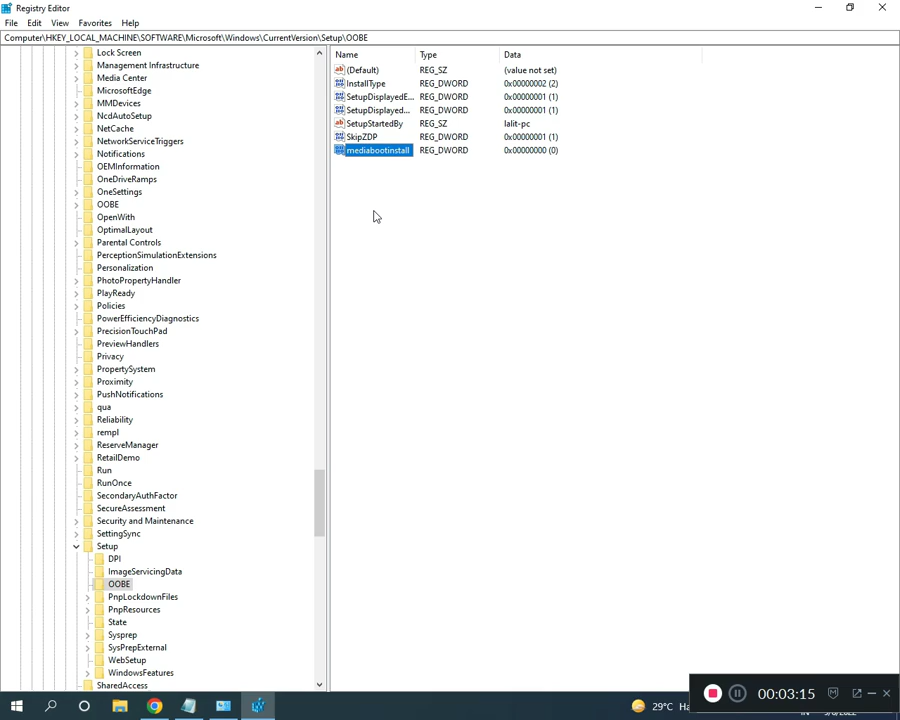 Registry Editor
File Edit View Favorites Help
Computer\HKEY_LOCAL_MACHINE\SOFTWARE\Microsoft\Windows\CurrentVersion\Setup\OOBE
Lock Screen
Management Infrastructure
Media Center
MicrosoftEdge
MMDevices
NcdAutoSetup
NetCache
NetworkServiceTriggers
Notifications
OEMInformation
OneDriveRamps
OneSettings
OOBE
OpenWith
OptimalLayout
Parental Controls
PerceptionSimulationExtensions
Personalization
PhotoPropertyHandler
PlayReady
Policies
PowerEfficiencyDiagnostics
PrecisionTouchPad
PreviewHandlers
Privacy
PropertySystem
Proximity
PushNotifications
qua
Reliability
rempl
ReserveManager
RetailDemo
Run
RunOnce
SecondaryAuthFactor
SecureAssessment
Security and Maintenance
SettingSync
Setup
DPI
ImageServicingData
OOBE
PnpLockdownFiles
PnpResources
State
Sysprep
SysPrepExternal
WebSetup
WindowsFeatures
SharedAccess
Name Type Data
(Default) REG_SZ (value not set)
InstallType REG_DWORD 0x00000002 (2)
SetupDisplayedE... REG_DWORD 0x00000001 (1)
SetupDisplayed... REG_DWORD 0x00000001 (1)
SetupStartedBy REG_SZ lalit-pc
SkipZDP REG_DWORD 0x00000001 (1)
mediabootinstall REG_DWORD 0x00000000 (0)
00:03:15
29°C Ha